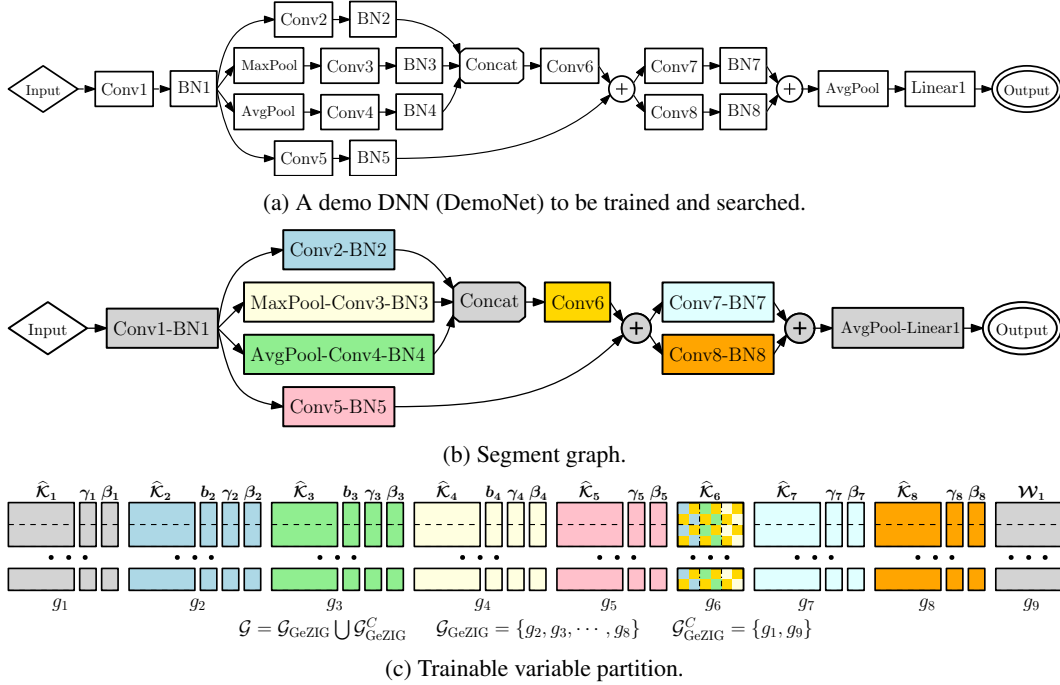 Conv2 BN2
MaxPool Conv3 BN3 Concat Conv6 Conv7 BN7
Input Conv1 BN1 + + AvgPool Linear1 Output
AvgPool Conv4 BN4 Conv8 BN8
Conv5 BN5
(a) A demo DNN (DemoNet) to be trained and searched.
Conv2-BN2
MaxPool-Conv3-BN3 Concat Conv6 Conv7-BN7
Input Conv1-BN1 + + AvgPool-Linear1 Output
AvgPool-Conv4-BN4 Conv8-BN8
Conv5-BN5
(b) Segment graph.
𝒦̂₁ γ₁ β₁ 𝒦̂₂ b₂ γ₂ β₂ 𝒦̂₃ b₃ γ₃ β₃ 𝒦̂₄ b₄ γ₄ β₄ 𝒦̂₅ γ₅ β₅ 𝒦̂₆ 𝒦̂₇ γ₇ β₇ 𝒦̂₈ γ₈ β₈ 𝒲₁
g₁ g₂ g₃ g₄ g₅ g₆ g₇ g₈ g₉
𝒢 = 𝒢_GeZIG ⋃ 𝒢^C_GeZIG 𝒢_GeZIG = {g₂, g₃, ⋯ , g₈} 𝒢^C_GeZIG = {g₁, g₉}
(c) Trainable variable partition.